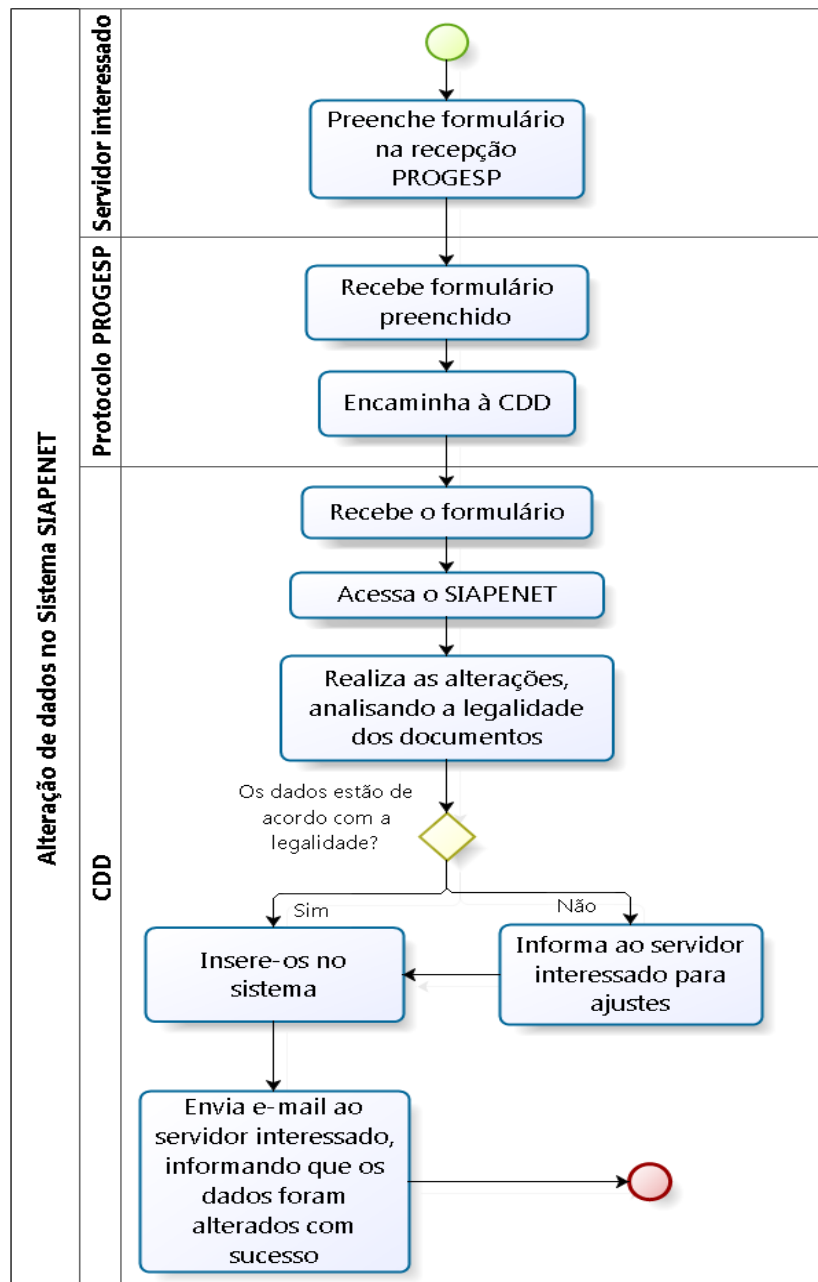 Alteração de dados no Sistema SIAPENET
Servidor interessado
Preenche formulário
na recepção
PROGESP
Protocolo PROGESP
Recebe formulário
preenchido
Encaminha à CDD
CDD
Recebe o formulário
Acessa o SIAPENET
Realiza as alterações,
analisando a legalidade
dos documentos
Os dados estão de
acordo com a
legalidade?
Sim
Não
Insere-os no
sistema
Informa ao servidor
interessado para
ajustes
Envia e-mail ao
servidor interessado,
informando que os
dados foram
alterados com
sucesso